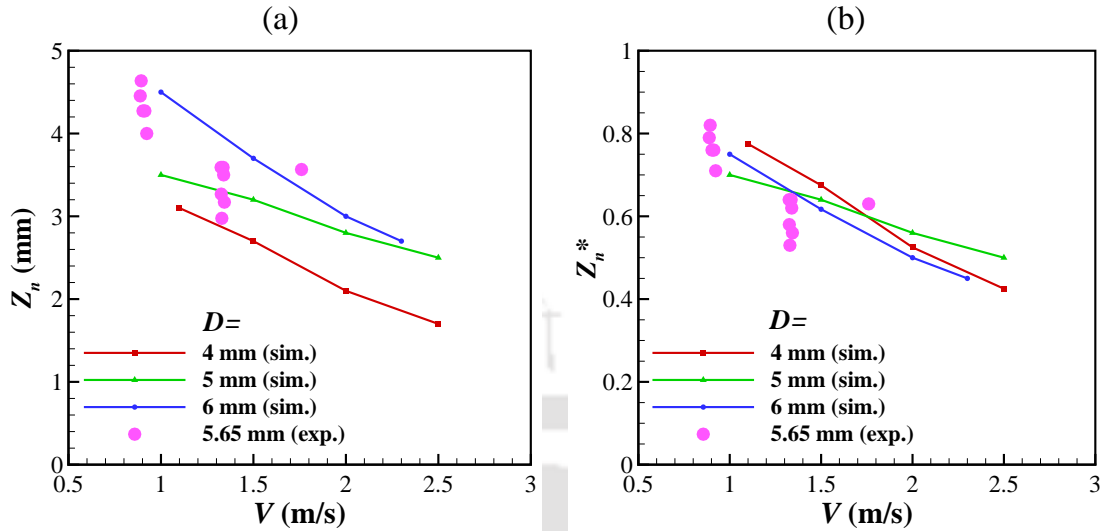 (a)
Z_n (mm)
5
4
3
2
1
0
D=
4 mm (sim.)
5 mm (sim.)
6 mm (sim.)
5.65 mm (exp.)
0.5 1 1.5 2 2.5 3
V (m/s)
(b)
Z_n*
1
0.8
0.6
0.4
0.2
0
D=
4 mm (sim.)
5 mm (sim.)
6 mm (sim.)
5.65 mm (exp.)
0.5 1 1.5 2 2.5 3
V (m/s)